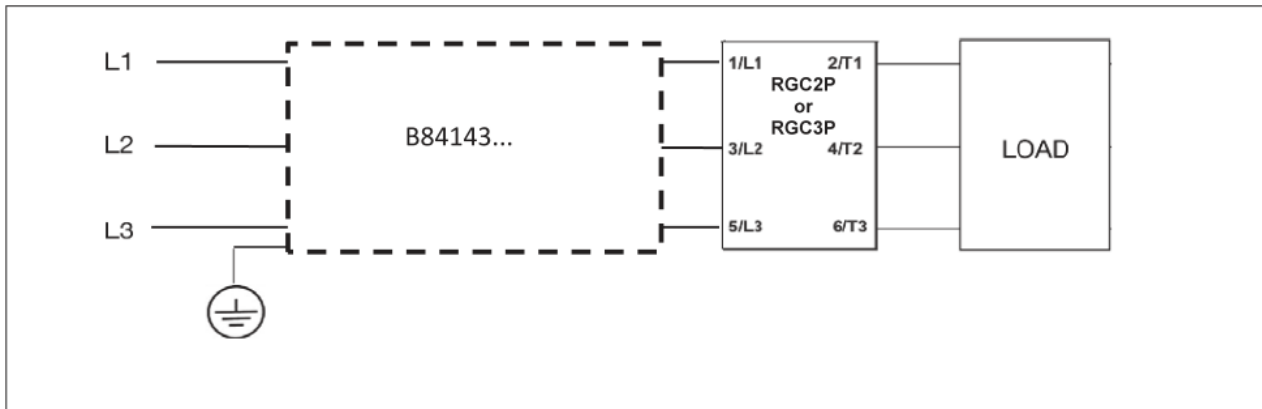 L1
L2
L3
B84143...
1/L1 2/T1
RGC2P
or
RGC3P
3/L2 4/T2
5/L3 6/T3
LOAD